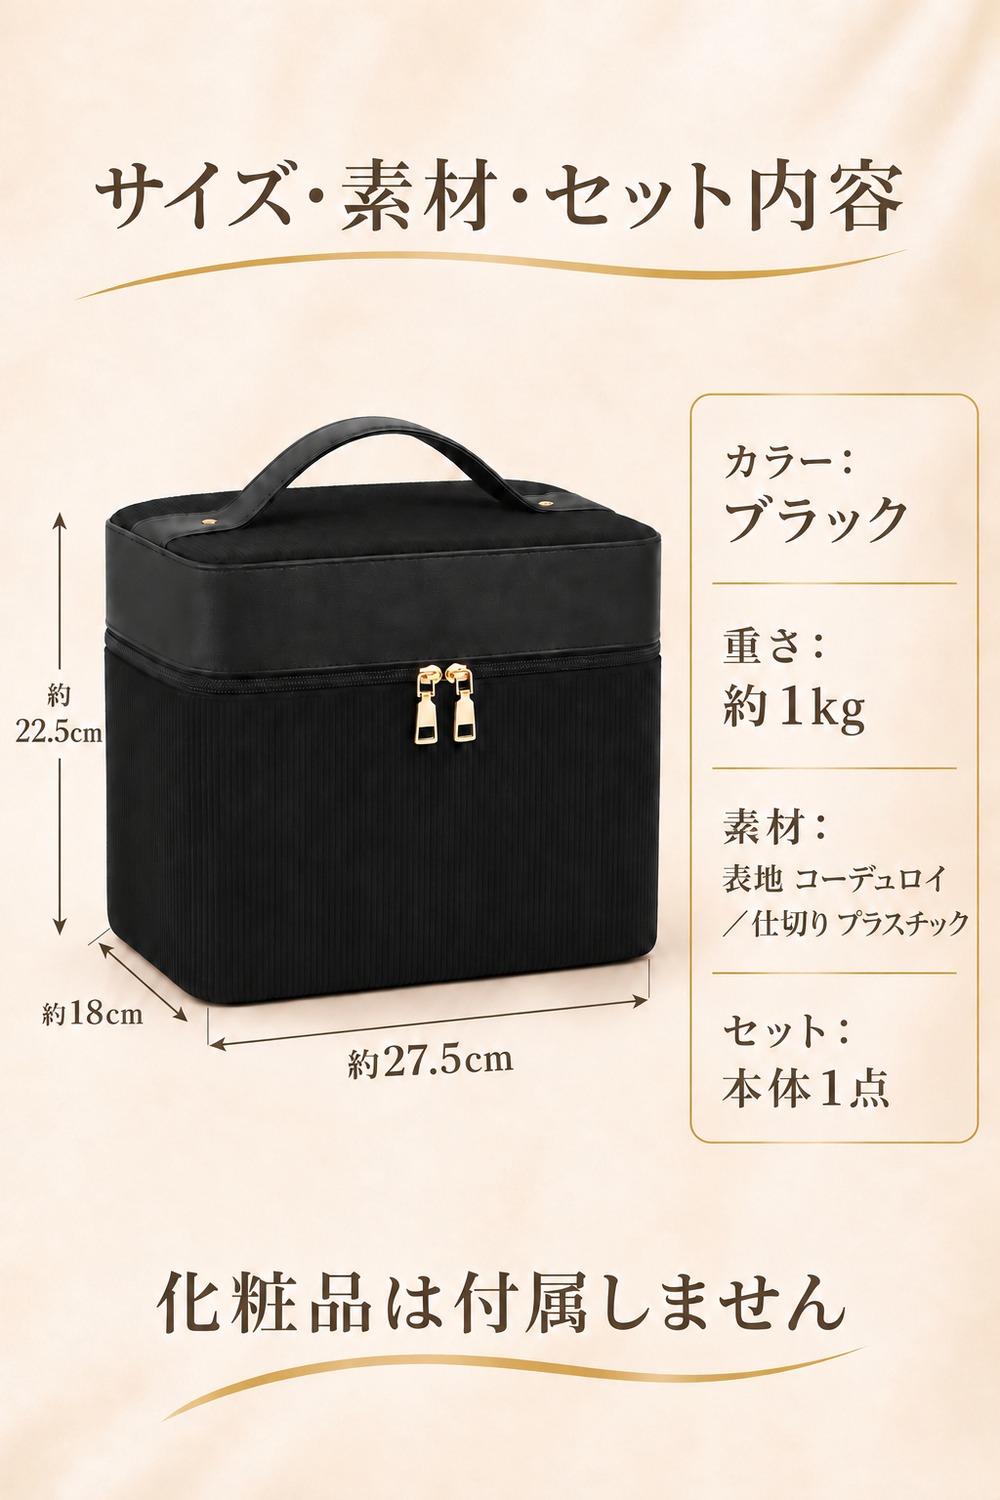 サイズ・素材・セット内容
カラー：
ブラック
重さ：
約1kg
素材：
表地 コーデュロイ
／仕切り プラスチック
セット：
本体1点
約
22.5cm
約18cm
約27.5cm
化粧品は付属しません